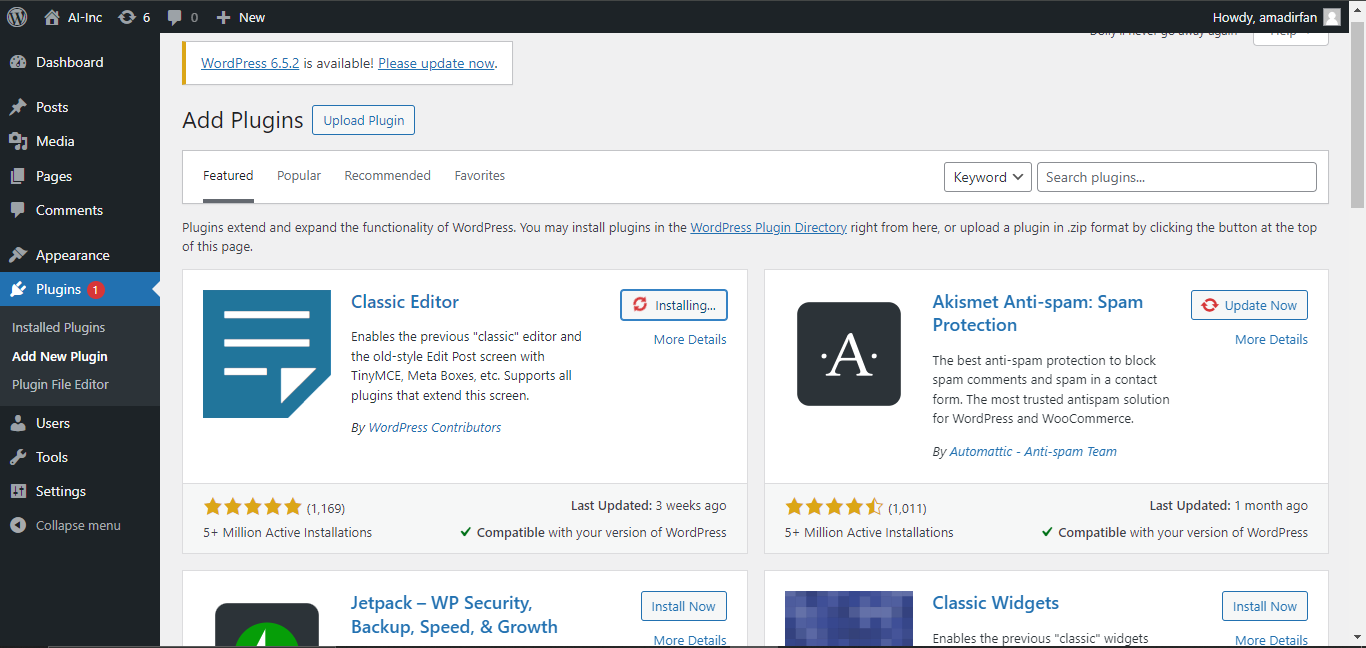 AI-Inc 6 0 New Howdy, amadirfan
Dashboard
Posts
Media
Pages
Comments
Appearance
Plugins 1
Installed Plugins
Add New Plugin
Plugin File Editor
Users
Tools
Settings
Collapse menu
Dolly'll never go away again Help
WordPress 6.5.2 is available! Please update now.
Add Plugins Upload Plugin
Featured Popular Recommended Favorites Keyword Search plugins...
Plugins extend and expand the functionality of WordPress. You may install plugins in the WordPress Plugin Directory right from here, or upload a plugin in .zip format by clicking the button at the top
of this page.
Classic Editor
Installing...
More Details
Enables the previous "classic" editor and
the old-style Edit Post screen with
TinyMCE, Meta Boxes, etc. Supports all
plugins that extend this screen.
By WordPress Contributors
(1,169)
5+ Million Active Installations
Last Updated: 3 weeks ago
Compatible with your version of WordPress
A
Akismet Anti-spam: Spam
Protection
Update Now
More Details
The best anti-spam protection to block
spam comments and spam in a contact
form. The most trusted antispam solution
for WordPress and WooCommerce.
By Automattic - Anti-spam Team
(1,011)
5+ Million Active Installations
Last Updated: 1 month ago
Compatible with your version of WordPress
Jetpack – WP Security,
Backup, Speed, & Growth
Install Now
More Details
Classic Widgets
Install Now
More Details
Enables the previous "classic" widgets